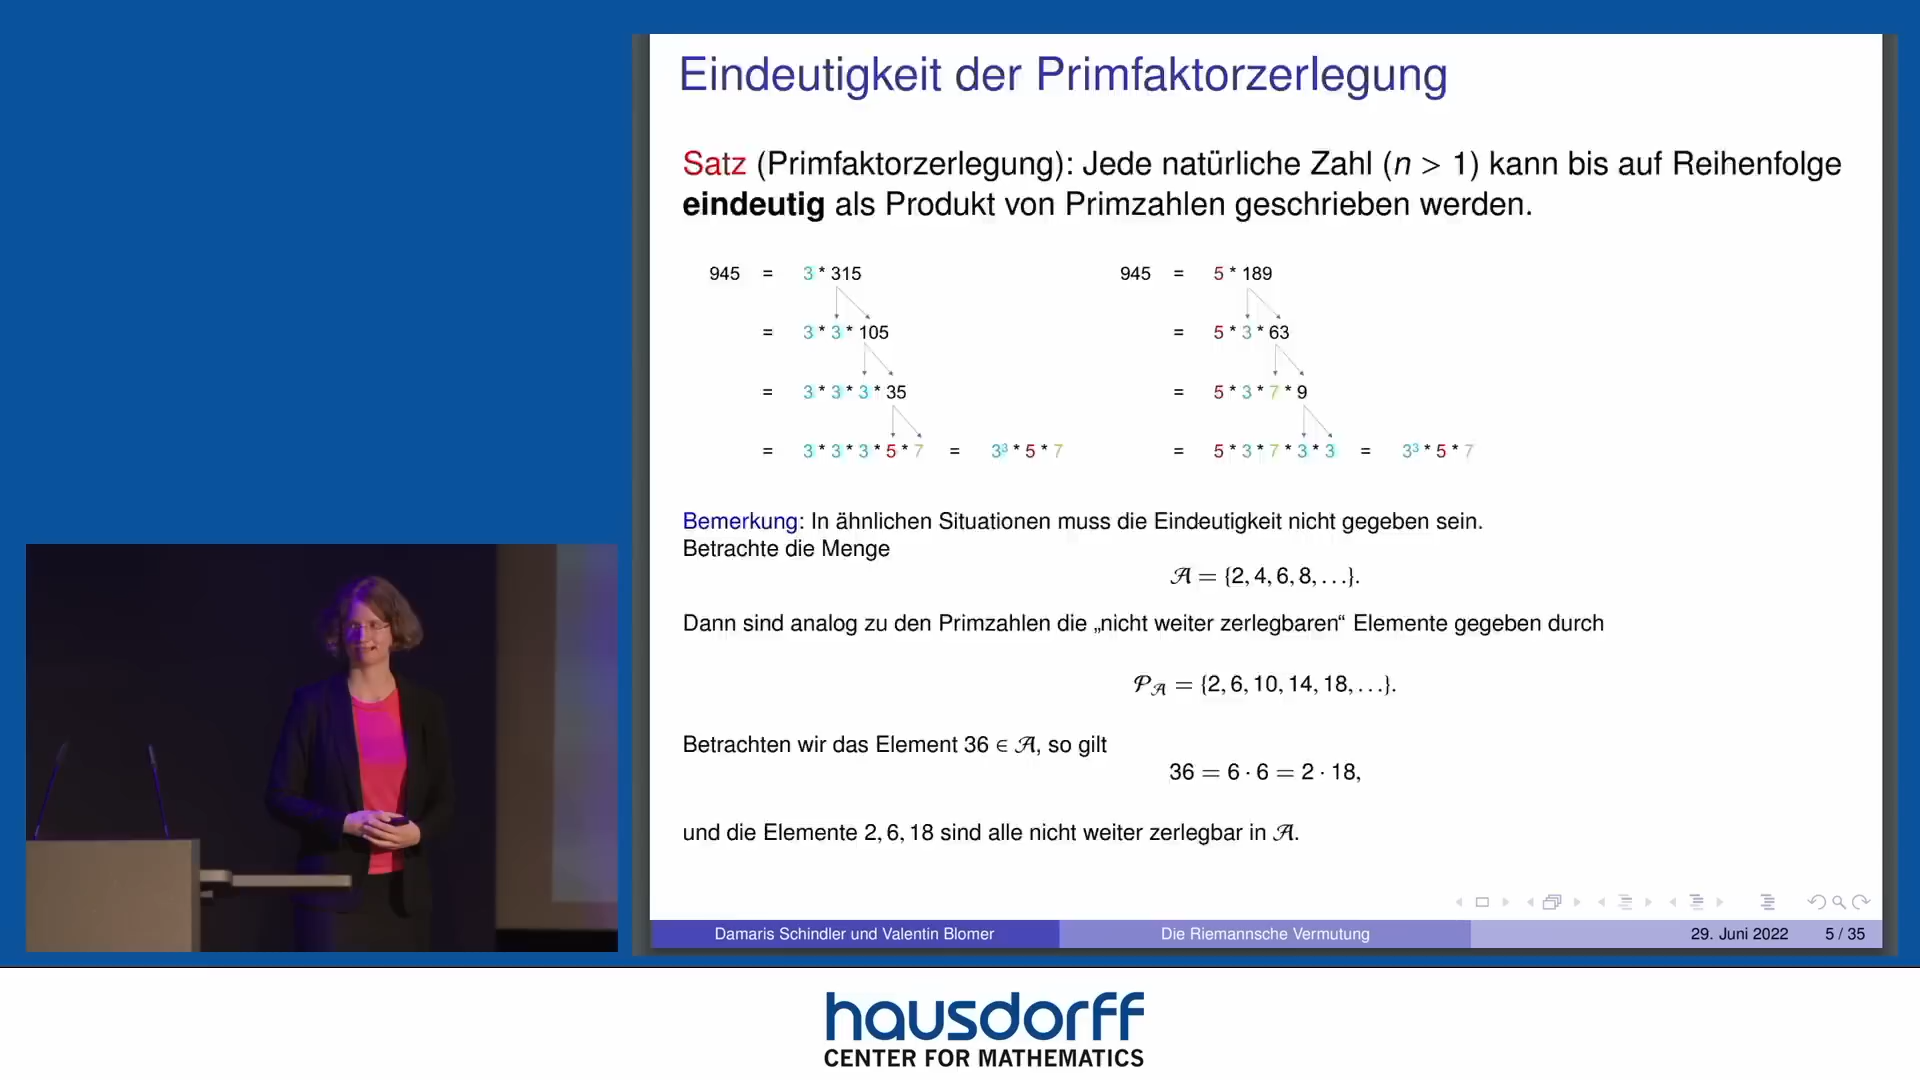 Eindeutigkeit der Primfaktorzerlegung
Satz (Primfaktorzerlegung): Jede natürliche Zahl (n > 1) kann bis auf Reihenfolge
eindeutig als Produkt von Primzahlen geschrieben werden.
945 = 3 * 315
= 3 * 3 * 105
= 3 * 3 * 3 * 35
= 3 * 3 * 3 * 5 * 7 = 3³ * 5 * 7
945 = 5 * 189
= 5 * 3 * 63
= 5 * 3 * 7 * 9
= 5 * 3 * 7 * 3 * 3 = 3³ * 5 * 7
Bemerkung: In ähnlichen Situationen muss die Eindeutigkeit nicht gegeben sein.
Betrachte die Menge
𝒜 = {2, 4, 6, 8, . . .}.
Dann sind analog zu den Primzahlen die „nicht weiter zerlegbaren“ Elemente gegeben durch
𝒫_𝒜 = {2, 6, 10, 14, 18, . . .}.
Betrachten wir das Element 36 ∈ 𝒜, so gilt
36 = 6 · 6 = 2 · 18,
und die Elemente 2, 6, 18 sind alle nicht weiter zerlegbar in 𝒜.
Damaris Schindler und Valentin Blomer
Die Riemannsche Vermutung
29. Juni 2022
5 / 35
hausdorff
CENTER FOR MATHEMATICS